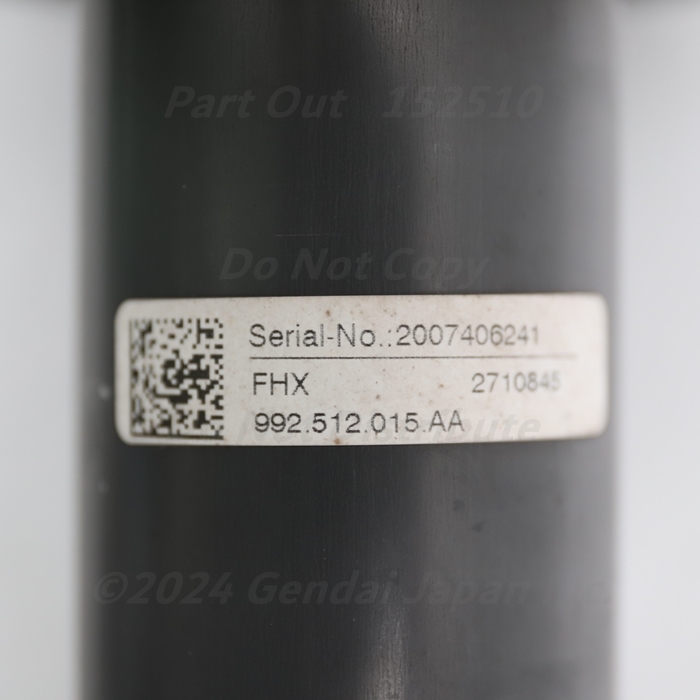 Part Out 152510
Do Not Copy
Serial-No.:2007406241
FHX 2710845
992.512.015.AA
©2024 Gendai Japan